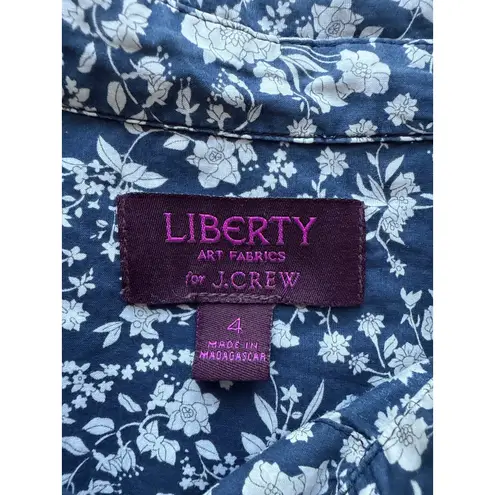 LIBERTY
ART FABRICS
for J.CREW
4
MADE IN
MADAGASCAR